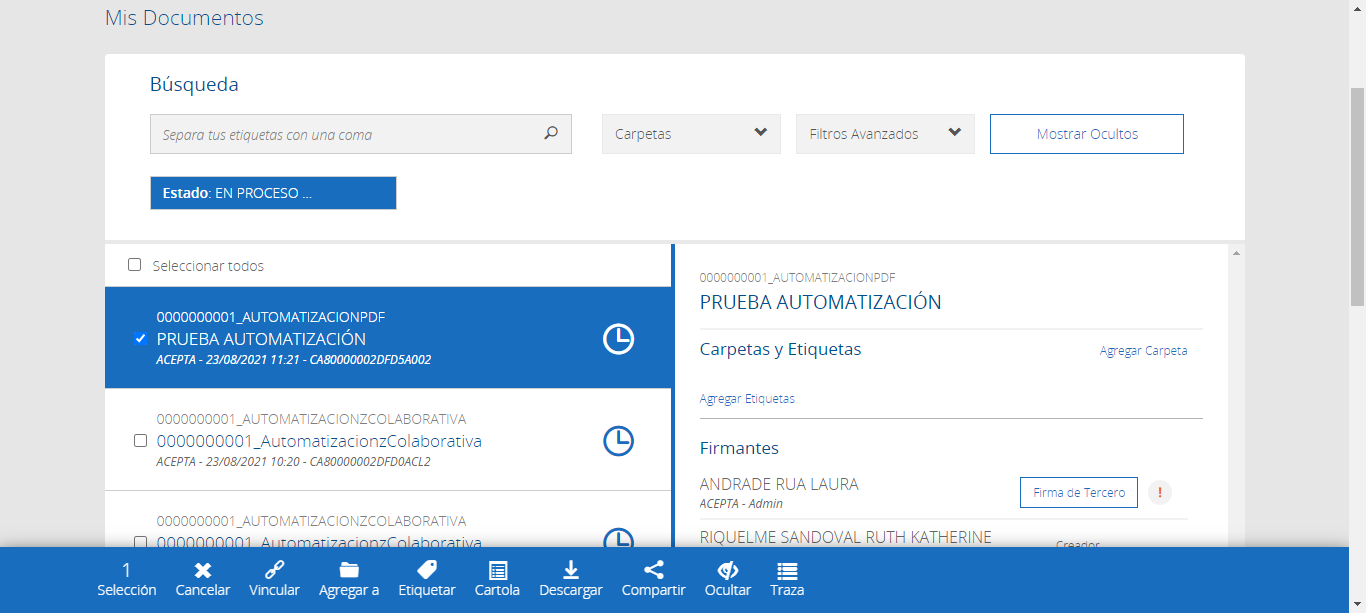 Mis Documentos
Búsqueda
Separa tus etiquetas con una coma
Carpetas
Filtros Avanzados
Mostrar Ocultos
Estado: EN PROCESO ...
Seleccionar todos
0000000001_AUTOMATIZACIONPDF
PRUEBA AUTOMATIZACIÓN
ACEPTA - 23/08/2021 11:21 - CA80000002DFD5A002
0000000001_AUTOMATIZACIONZCOLABORATIVA
0000000001_AutomatizacionzColaborativa
ACEPTA - 23/08/2021 10:20 - CA80000002DFD0ACL2
0000000001_AUTOMATIZACIONZCOLABORATIVA
0000000001_AutomatizacionzColaborativa
0000000001_AUTOMATIZACIONPDF
PRUEBA AUTOMATIZACIÓN
Carpetas y Etiquetas
Agregar Carpeta
Agregar Etiquetas
Firmantes
ANDRADE RUA LAURA
ACEPTA - Admin
Firma de Tercero
!
RIQUELME SANDOVAL RUTH KATHERINE
Creador
1
Selección
Cancelar
Vincular
Agregar a
Etiquetar
Cartola
Descargar
Compartir
Ocultar
Traza